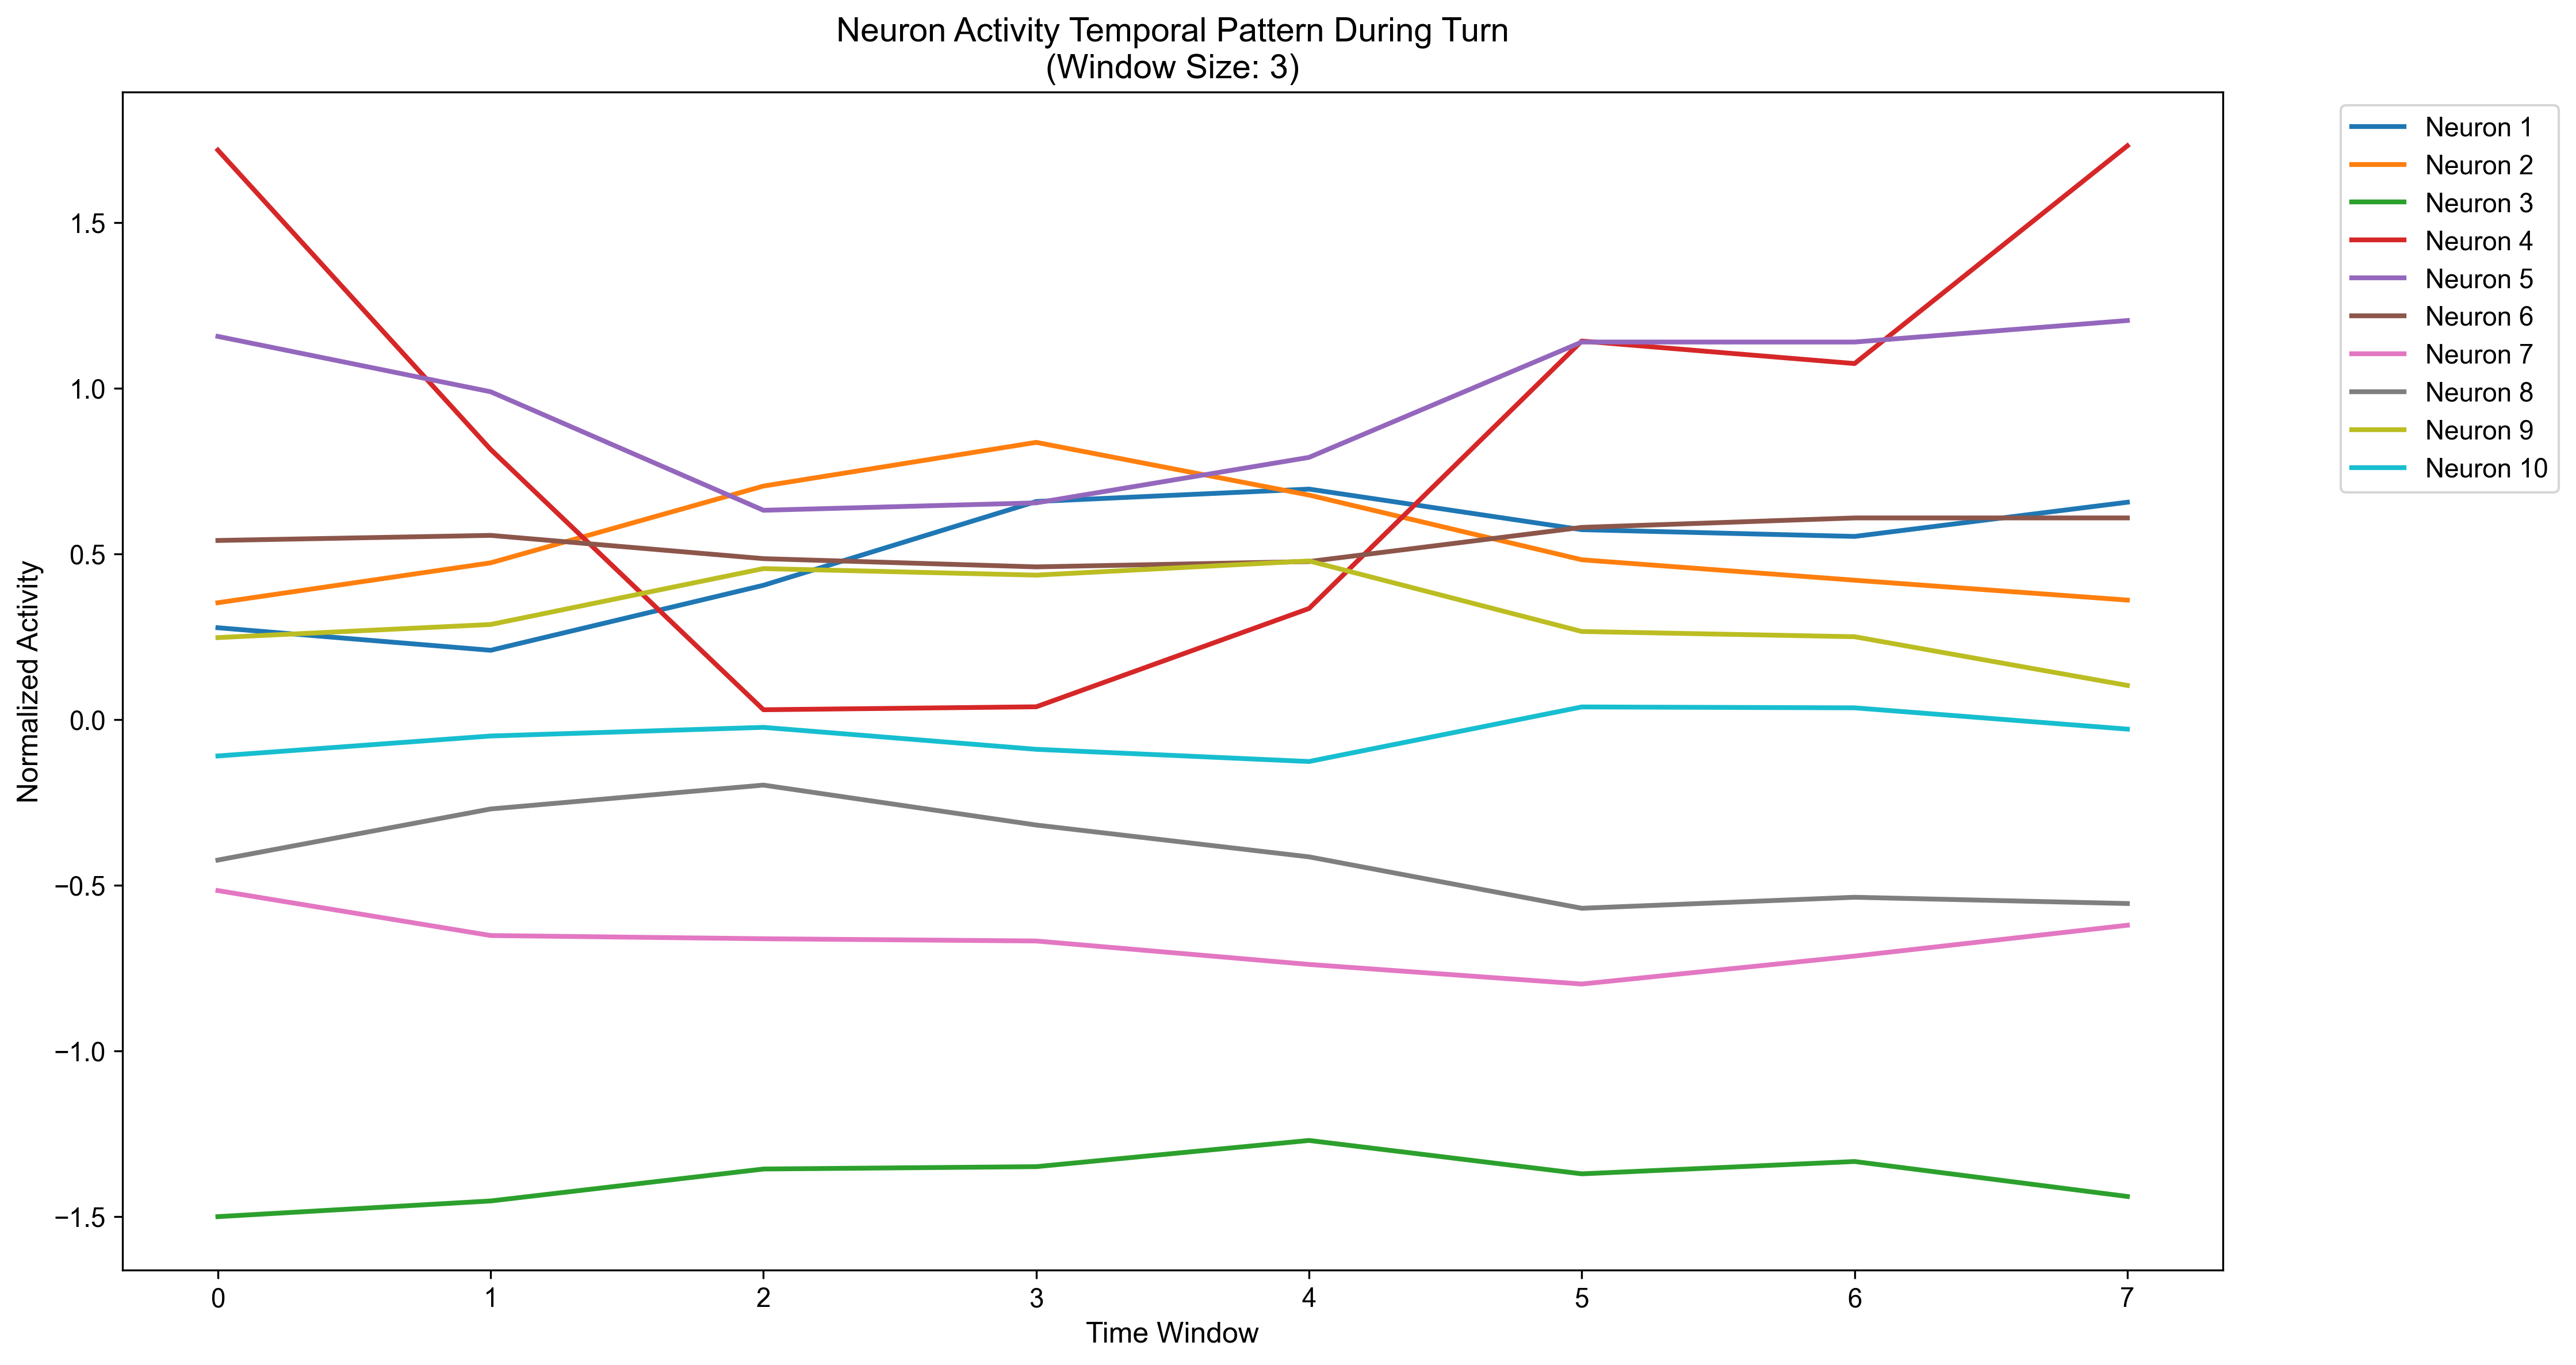 Neuron Activity Temporal Pattern During Turn
(Window Size: 3)
Normalized Activity
1.5
1.0
0.5
0.0
−0.5
−1.0
−1.5
0 1 2 3 4 5 6 7
Time Window
Neuron 1
Neuron 2
Neuron 3
Neuron 4
Neuron 5
Neuron 6
Neuron 7
Neuron 8
Neuron 9
Neuron 10